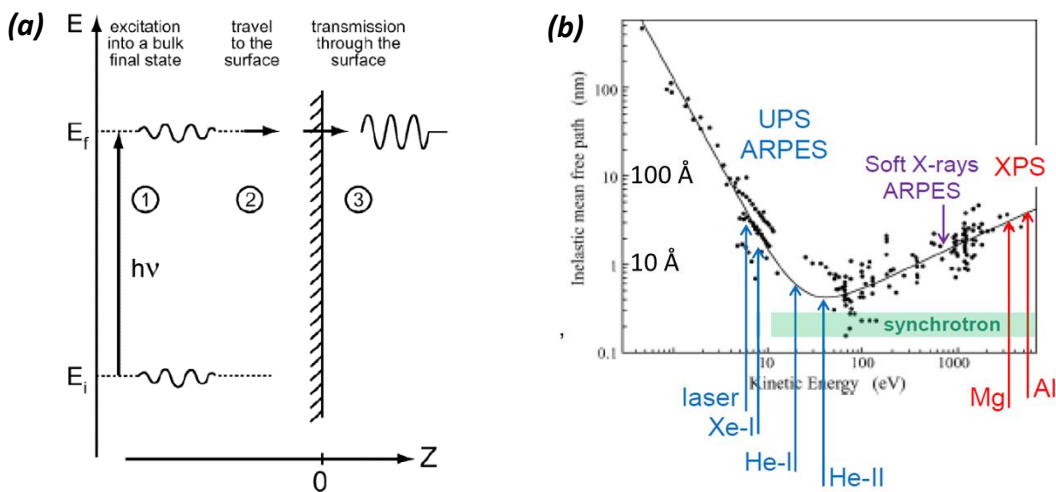 (a)
E
excitation
into a bulk
final state
travel
to the
surface
transmission
through the
surface
Ef
1
2
3
hν
Ei
Z
0
(b)
Inelastic mean free path (nm)
100
10
1
0.1
100 Å
10 Å
UPS
ARPES
Soft X-rays
ARPES
XPS
synchrotron
,
10
100
1000
Kinetic Energy (eV)
laser
Xe-I
He-I
He-II
Mg
Al